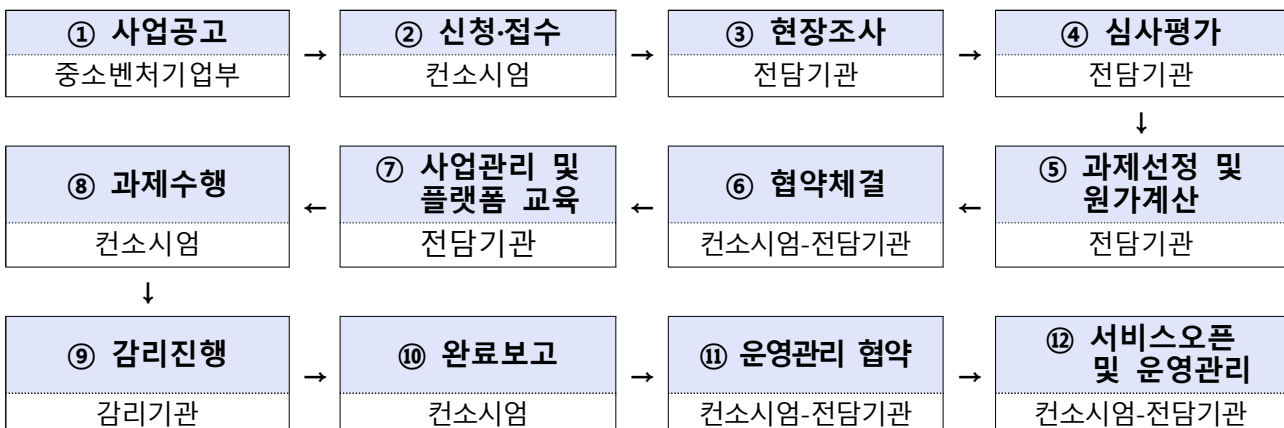 ① 사업공고
중소벤처기업부
→
② 신청·접수
컨소시엄
→
③ 현장조사
전담기관
→
④ 심사평가
전담기관
↓
⑤ 과제선정 및
원가계산
전담기관
←
⑥ 협약체결
컨소시엄-전담기관
←
⑦ 사업관리 및
플랫폼 교육
전담기관
←
⑧ 과제수행
컨소시엄
↓
⑨ 감리진행
감리기관
→
⑩ 완료보고
컨소시엄
→
⑪ 운영관리 협약
컨소시엄-전담기관
→
⑫ 서비스오픈
및 운영관리
컨소시엄-전담기관